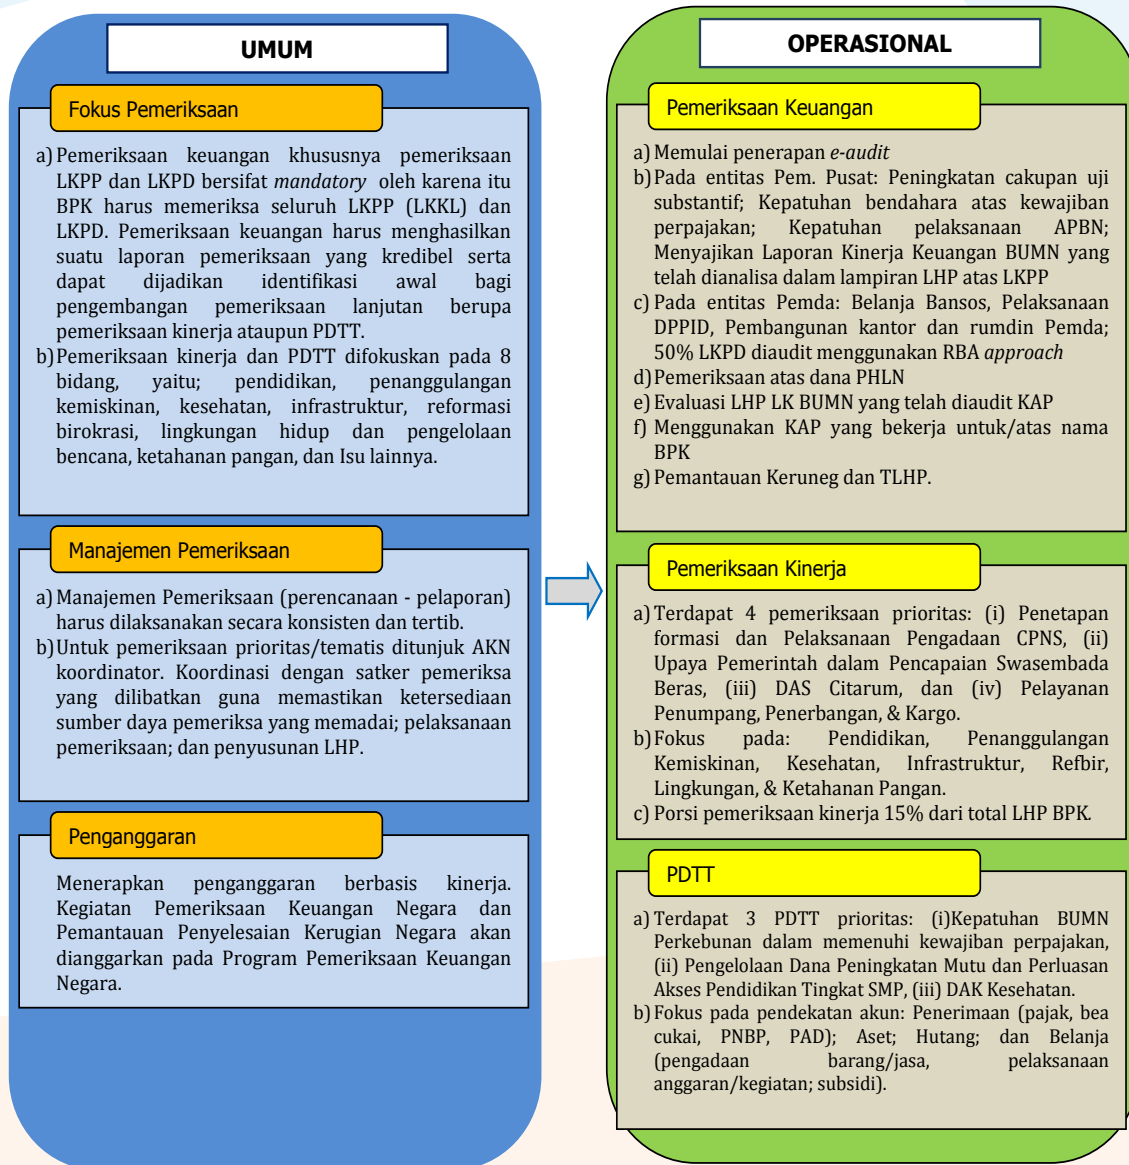 UMUM
Fokus Pemeriksaan
a) Pemeriksaan keuangan khususnya pemeriksaan
LKPP dan LKPD bersifat mandatory oleh karena itu
BPK harus memeriksa seluruh LKPP (LKKL) dan
LKPD. Pemeriksaan keuangan harus menghasilkan
suatu laporan pemeriksaan yang kredibel serta
dapat dijadikan identifikasi awal bagi
pengembangan pemeriksaan lanjutan berupa
pemeriksaan kinerja ataupun PDTT.
b) Pemeriksaan kinerja dan PDTT difokuskan pada 8
bidang, yaitu; pendidikan, penanggulangan
kemiskinan, kesehatan, infrastruktur, reformasi
birokrasi, lingkungan hidup dan pengelolaan
bencana, ketahanan pangan, dan Isu lainnya.
Manajemen Pemeriksaan
a) Manajemen Pemeriksaan (perencanaan - pelaporan)
harus dilaksanakan secara konsisten dan tertib.
b) Untuk pemeriksaan prioritas/tematis ditunjuk AKN
koordinator. Koordinasi dengan satker pemeriksa
yang dilibatkan guna memastikan ketersediaan
sumber daya pemeriksa yang memadai; pelaksanaan
pemeriksaan; dan penyusunan LHP.
Penganggaran
Menerapkan penganggaran berbasis kinerja.
Kegiatan Pemeriksaan Keuangan Negara dan
Pemantauan Penyelesaian Kerugian Negara akan
dianggarkan pada Program Pemeriksaan Keuangan
Negara.
OPERASIONAL
Pemeriksaan Keuangan
a) Memulai penerapan e-audit
b) Pada entitas Pem. Pusat: Peningkatan cakupan uji
substantif; Kepatuhan bendahara atas kewajiban
perpajakan; Kepatuhan pelaksanaan APBN;
Menyajikan Laporan Kinerja Keuangan BUMN yang
telah dianalisa dalam lampiran LHP atas LKPP
c) Pada entitas Pemda: Belanja Bansos, Pelaksanaan
DPPID, Pembangunan kantor dan rumdin Pemda;
50% LKPD diaudit menggunakan RBA approach
d) Pemeriksaan atas dana PHLN
e) Evaluasi LHP LK BUMN yang telah diaudit KAP
f) Menggunakan KAP yang bekerja untuk/atas nama
BPK
g) Pemantauan Keruneg dan TLHP.
Pemeriksaan Kinerja
a) Terdapat 4 pemeriksaan prioritas: (i) Penetapan
formasi dan Pelaksanaan Pengadaan CPNS, (ii)
Upaya Pemerintah dalam Pencapaian Swasembada
Beras, (iii) DAS Citarum, dan (iv) Pelayanan
Penumpang, Penerbangan, & Kargo.
b) Fokus pada: Pendidikan, Penanggulangan
Kemiskinan, Kesehatan, Infrastruktur, Refbir,
Lingkungan, & Ketahanan Pangan.
c) Porsi pemeriksaan kinerja 15% dari total LHP BPK.
PDTT
a) Terdapat 3 PDTT prioritas: (i)Kepatuhan BUMN
Perkebunan dalam memenuhi kewajiban perpajakan,
(ii) Pengelolaan Dana Peningkatan Mutu dan Perluasan
Akses Pendidikan Tingkat SMP, (iii) DAK Kesehatan.
b) Fokus pada pendekatan akun: Penerimaan (pajak, bea
cukai, PNBP, PAD); Aset; Hutang; dan Belanja
(pengadaan barang/jasa, pelaksanaan
anggaran/kegiatan; subsidi).